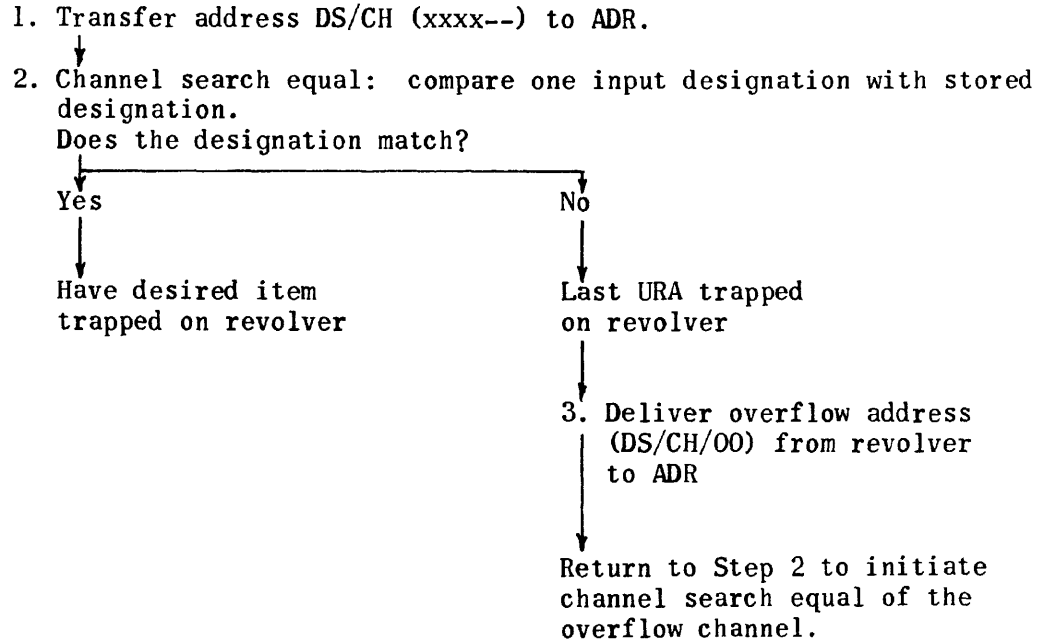 1. Transfer address DS/CH (xxxx--) to ADR.
2. Channel search equal: compare one input designation with stored
designation.
Does the designation match?
Yes
No
Have desired item
trapped on revolver
Last URA trapped
on revolver
3. Deliver overflow address
(DS/CH/00) from revolver
to ADR
Return to Step 2 to initiate
channel search equal of the
overflow channel.